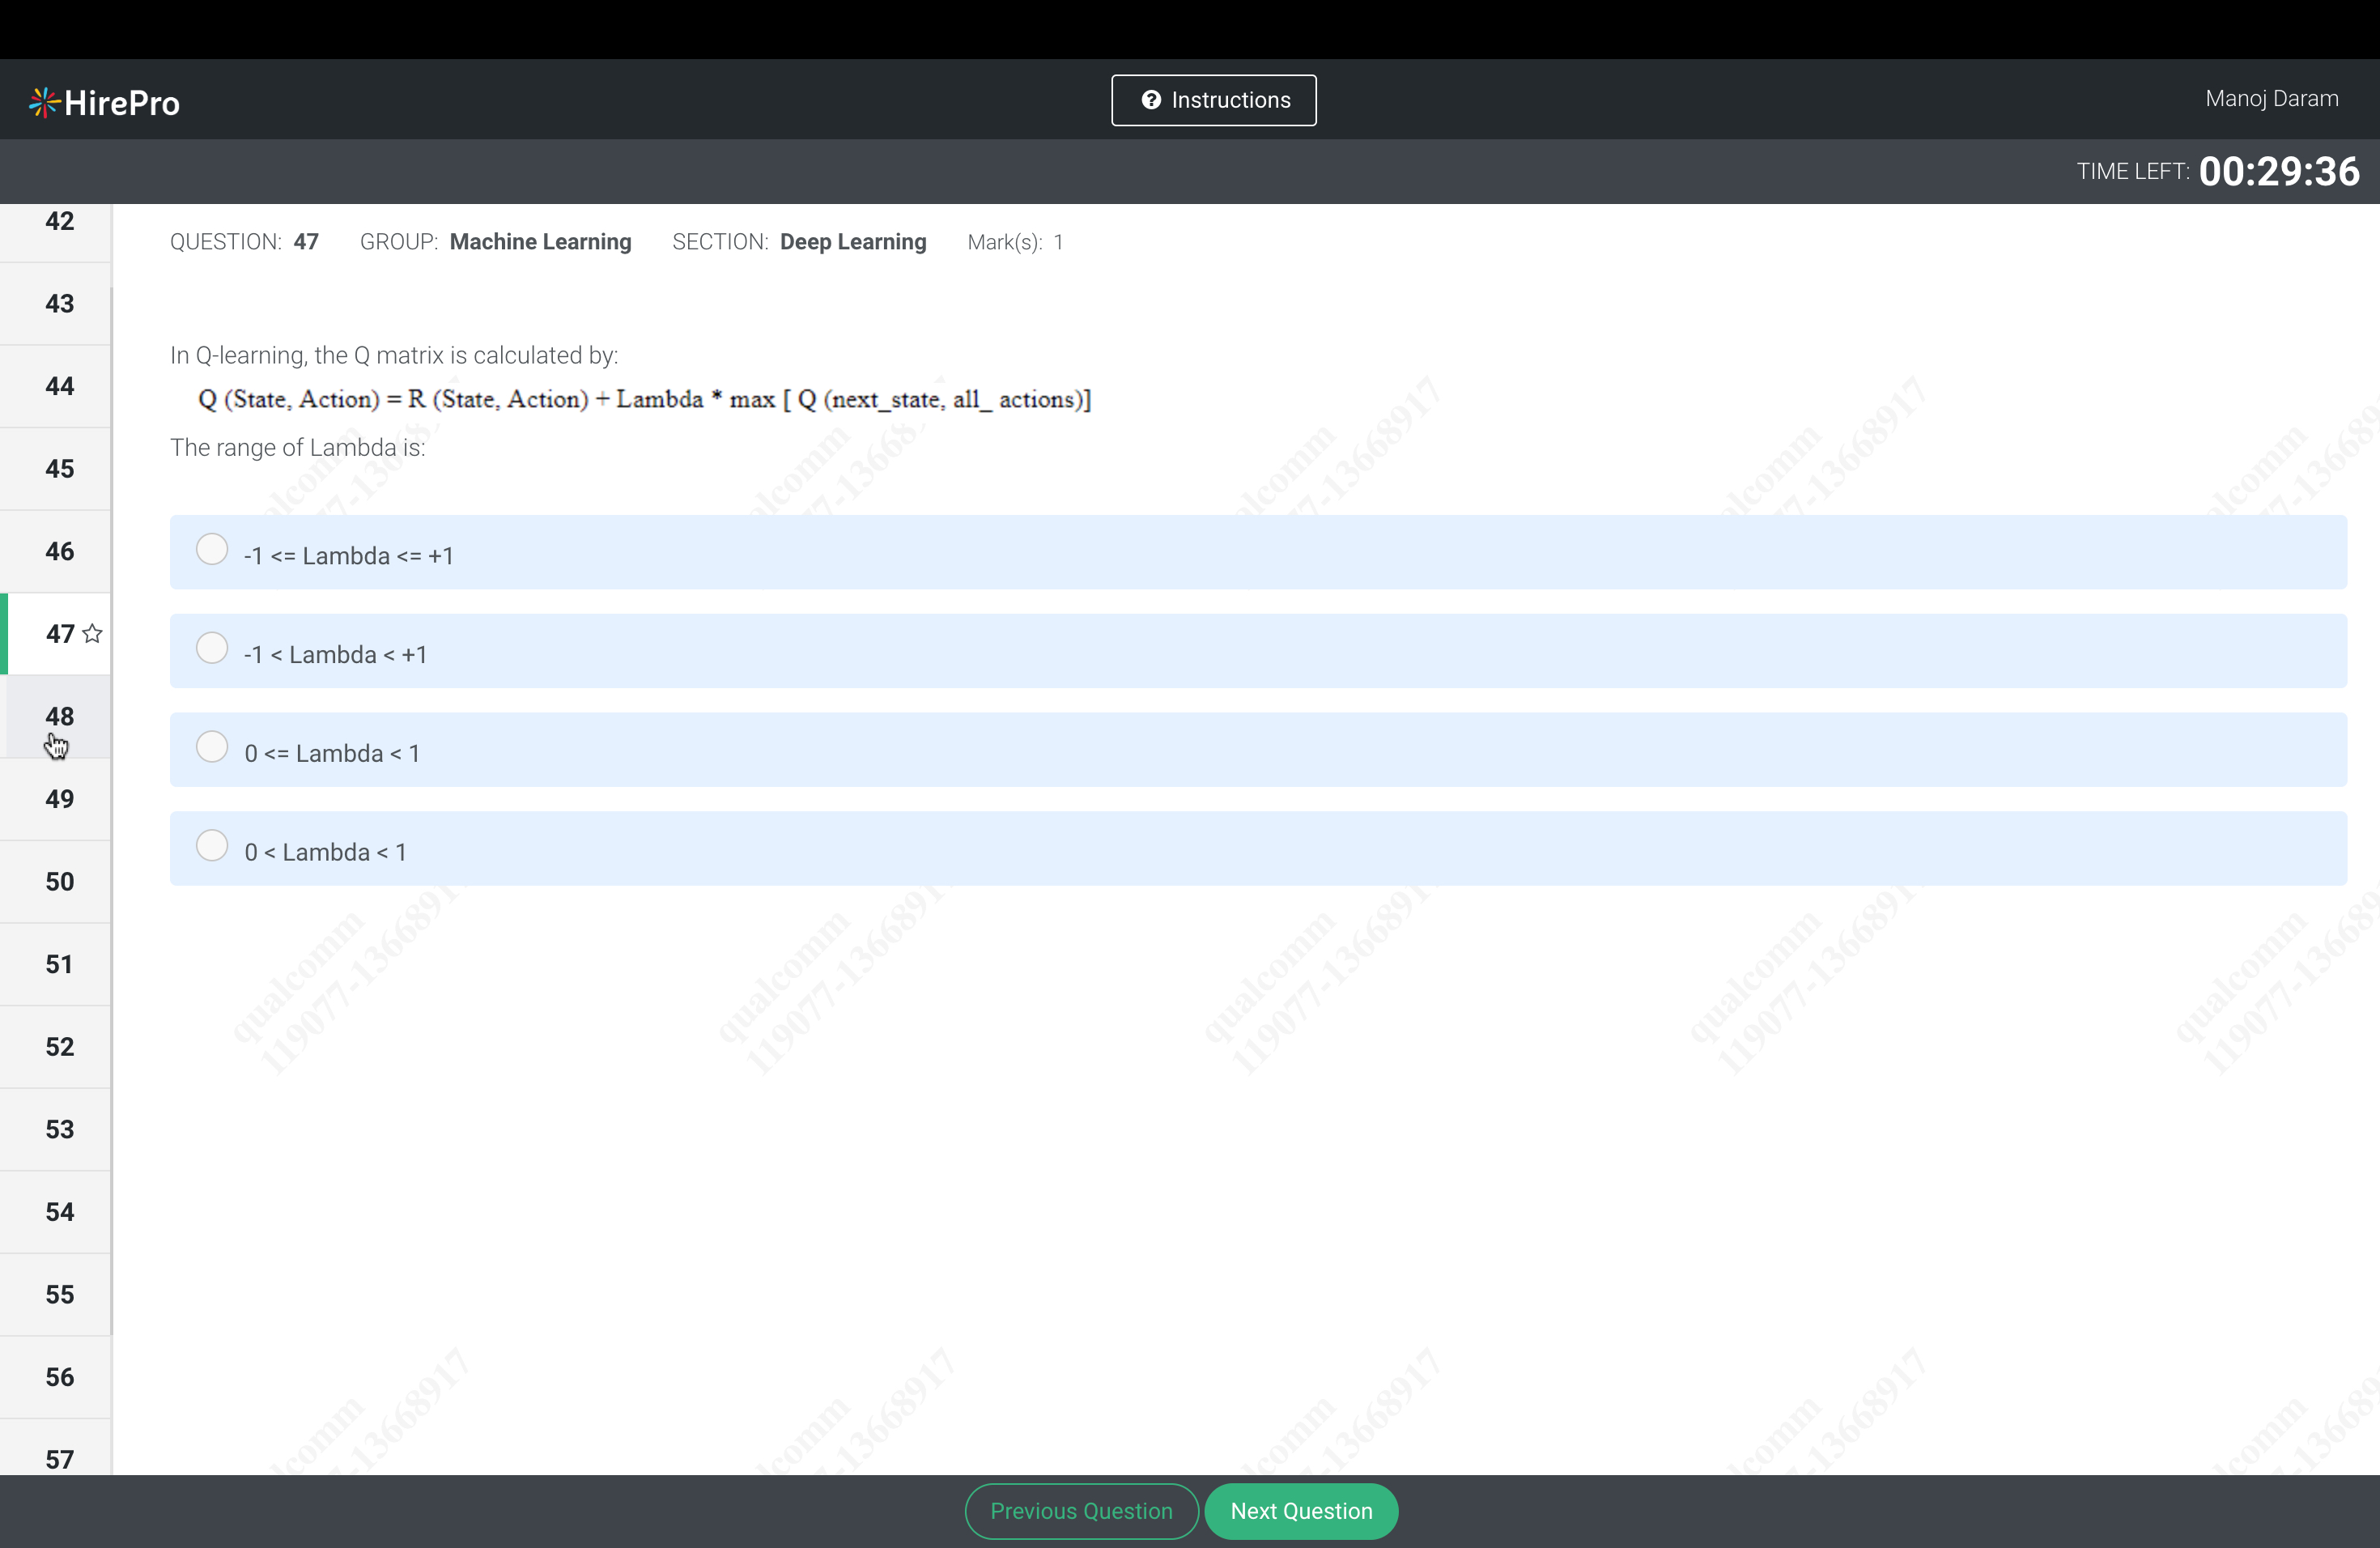 HirePro
Instructions
Manoj Daram
TIME LEFT: 00:29:36
42
43
44
45
46
47
48
49
50
51
52
53
54
55
56
57
QUESTION: 47 GROUP: Machine Learning SECTION: Deep Learning Mark(s): 1
In Q-learning, the Q matrix is calculated by:
Q (State, Action) = R (State, Action) + Lambda * max [ Q (next_state, all_ actions)]
The range of Lambda is:
-1 <= Lambda <= +1
-1 < Lambda < +1
0 <= Lambda < 1
0 < Lambda < 1
qualcomm
119077-13668917
Previous Question
Next Question